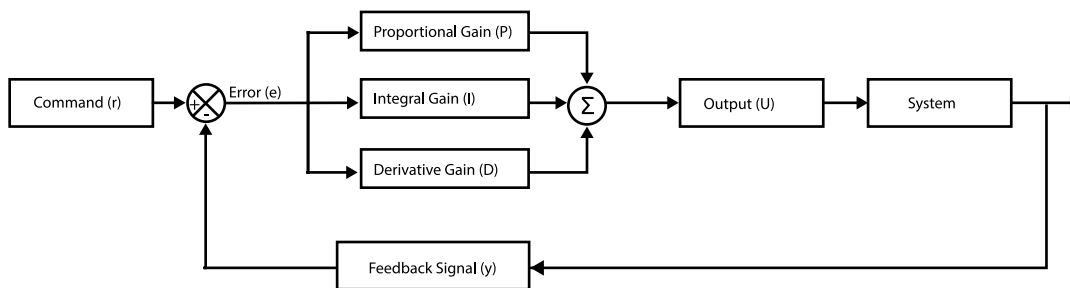 Proportional Gain (P)
Command (r)
+
-
Error (e)
Integral Gain (I)
Σ
Output (U)
System
Derivative Gain (D)
Feedback Signal (y)